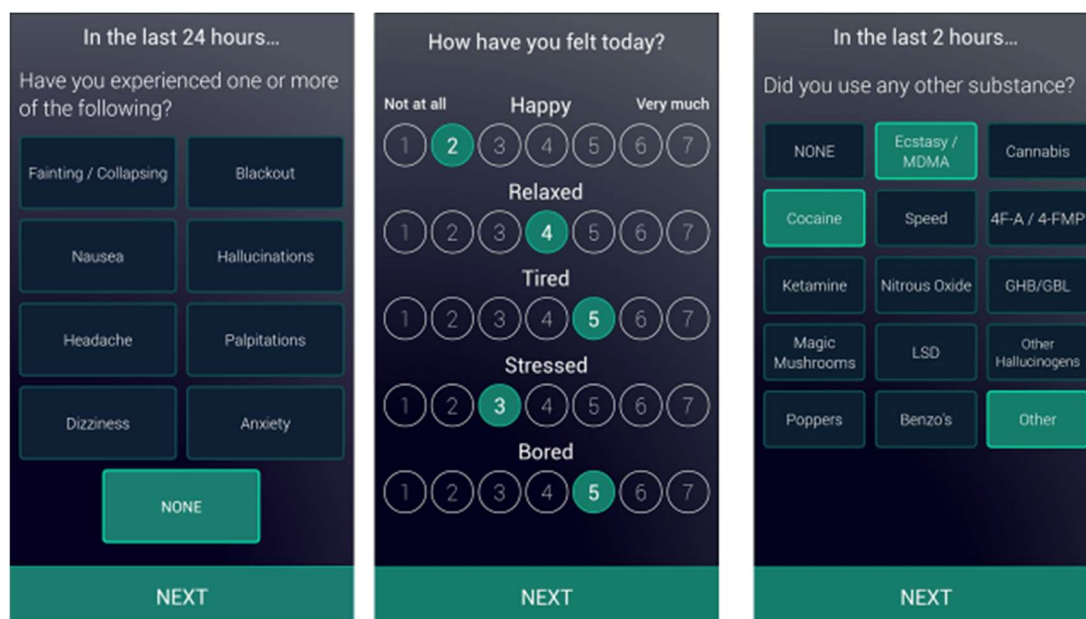 In the last 24 hours...
Have you experienced one or more
of the following?
Fainting / Collapsing
Blackout
Nausea
Hallucinations
Headache
Palpitations
Dizziness
Anxiety
NONE
NEXT
How have you felt today?
Not at all Happy Very much
1 2 3 4 5 6 7
Relaxed
1 2 3 4 5 6 7
Tired
1 2 3 4 5 6 7
Stressed
1 2 3 4 5 6 7
Bored
1 2 3 4 5 6 7
NEXT
In the last 2 hours...
Did you use any other substance?
NONE
Ecstasy /
MDMA
Cannabis
Cocaine
Speed
4F-A / 4-FMP
Ketamine
Nitrous Oxide
GHB/GBL
Magic
Mushrooms
LSD
Other
Hallucinogens
Poppers
Benzo's
Other
NEXT